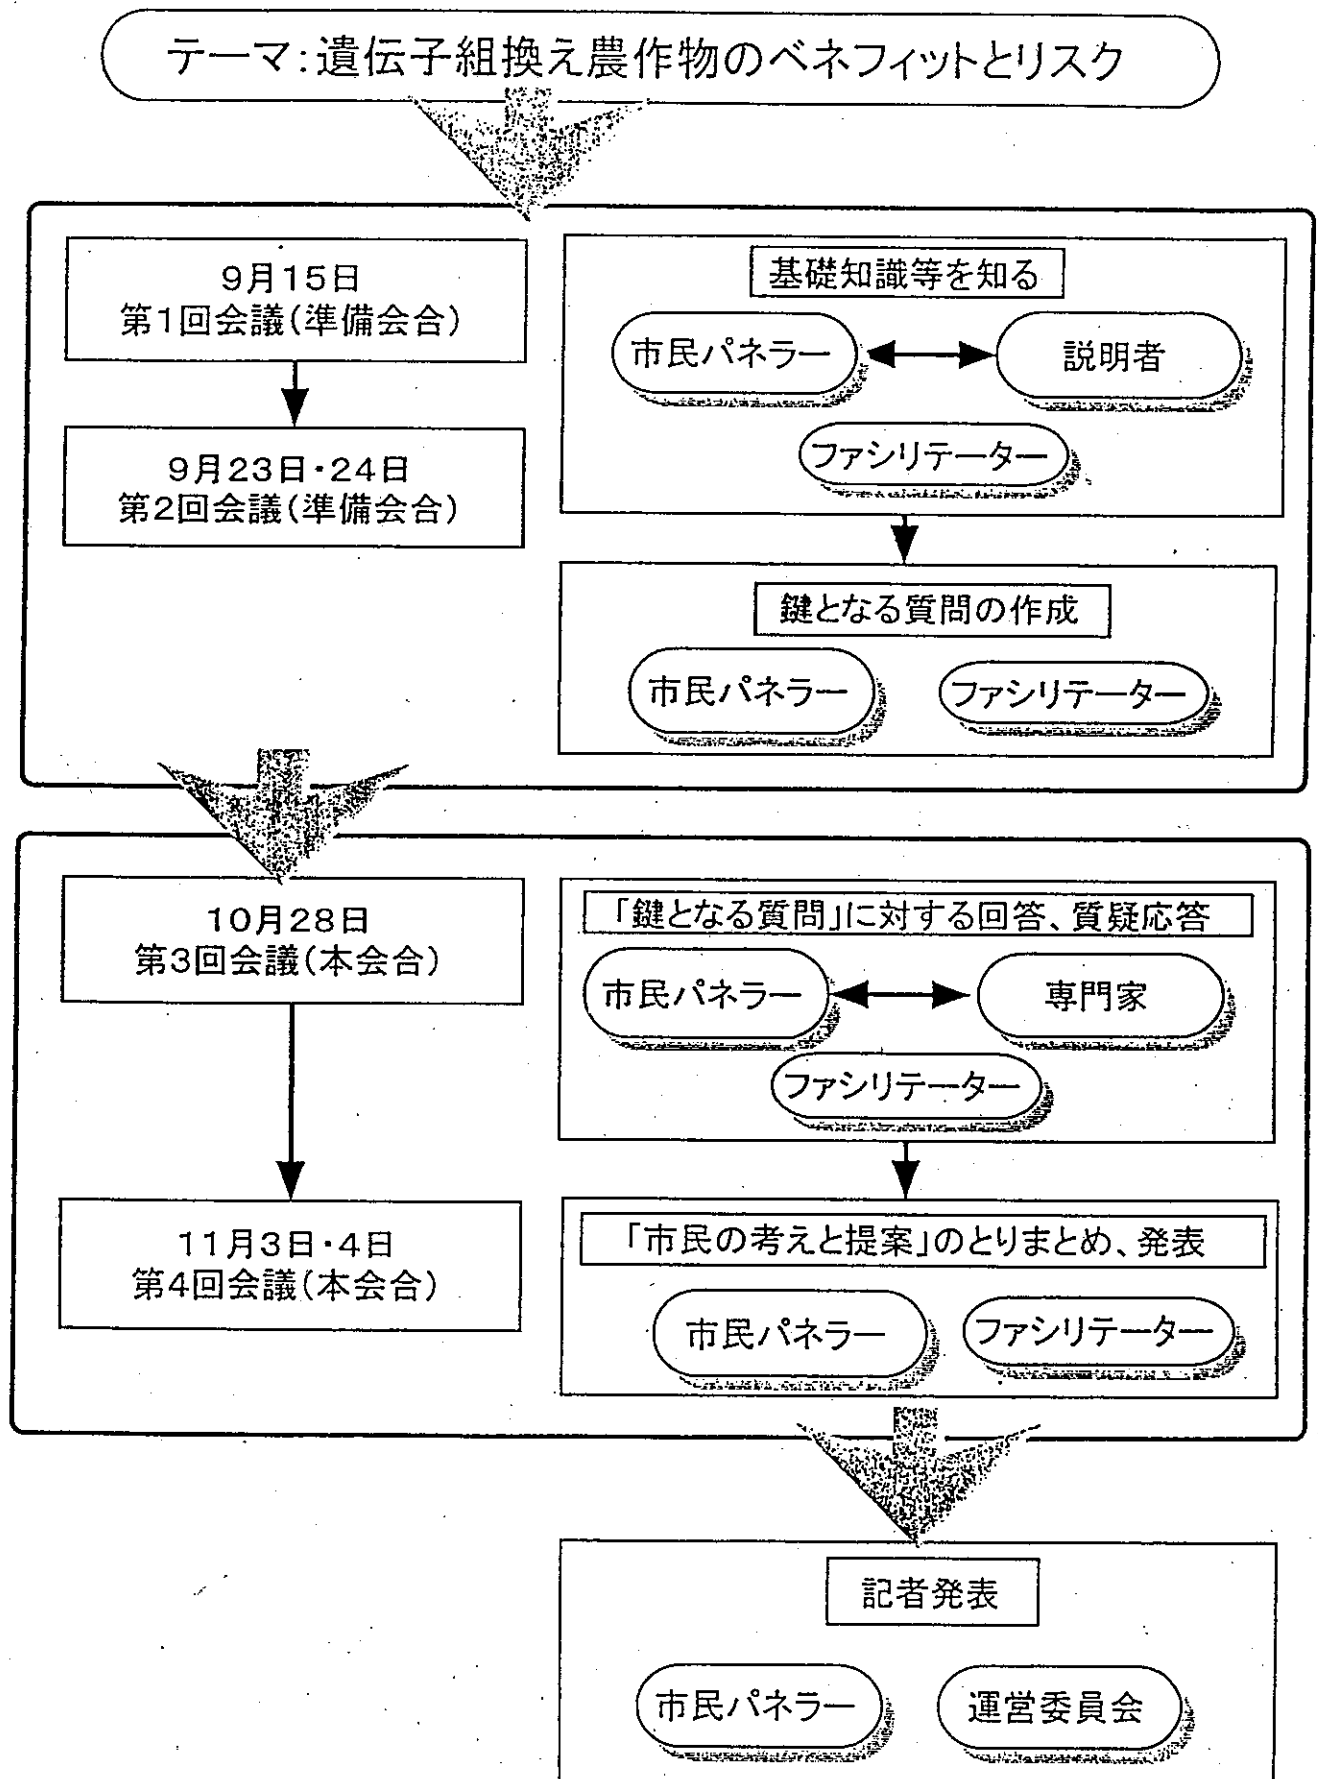 テーマ:遺伝子組換え農作物のベネフィットとリスク
9月15日
第1回会議(準備会合)
9月23日・24日
第2回会議(準備会合)
基礎知識等を知る
市民パネラー
説明者
ファシリテーター
鍵となる質問の作成
市民パネラー
ファシリテーター
10月28日
第3回会議(本会合)
11月3日・4日
第4回会議(本会合)
「鍵となる質問」に対する回答、質疑応答
市民パネラー
専門家
ファシリテーター
「市民の考えと提案」のとりまとめ、発表
市民パネラー
ファシリテーター
記者発表
市民パネラー
運営委員会